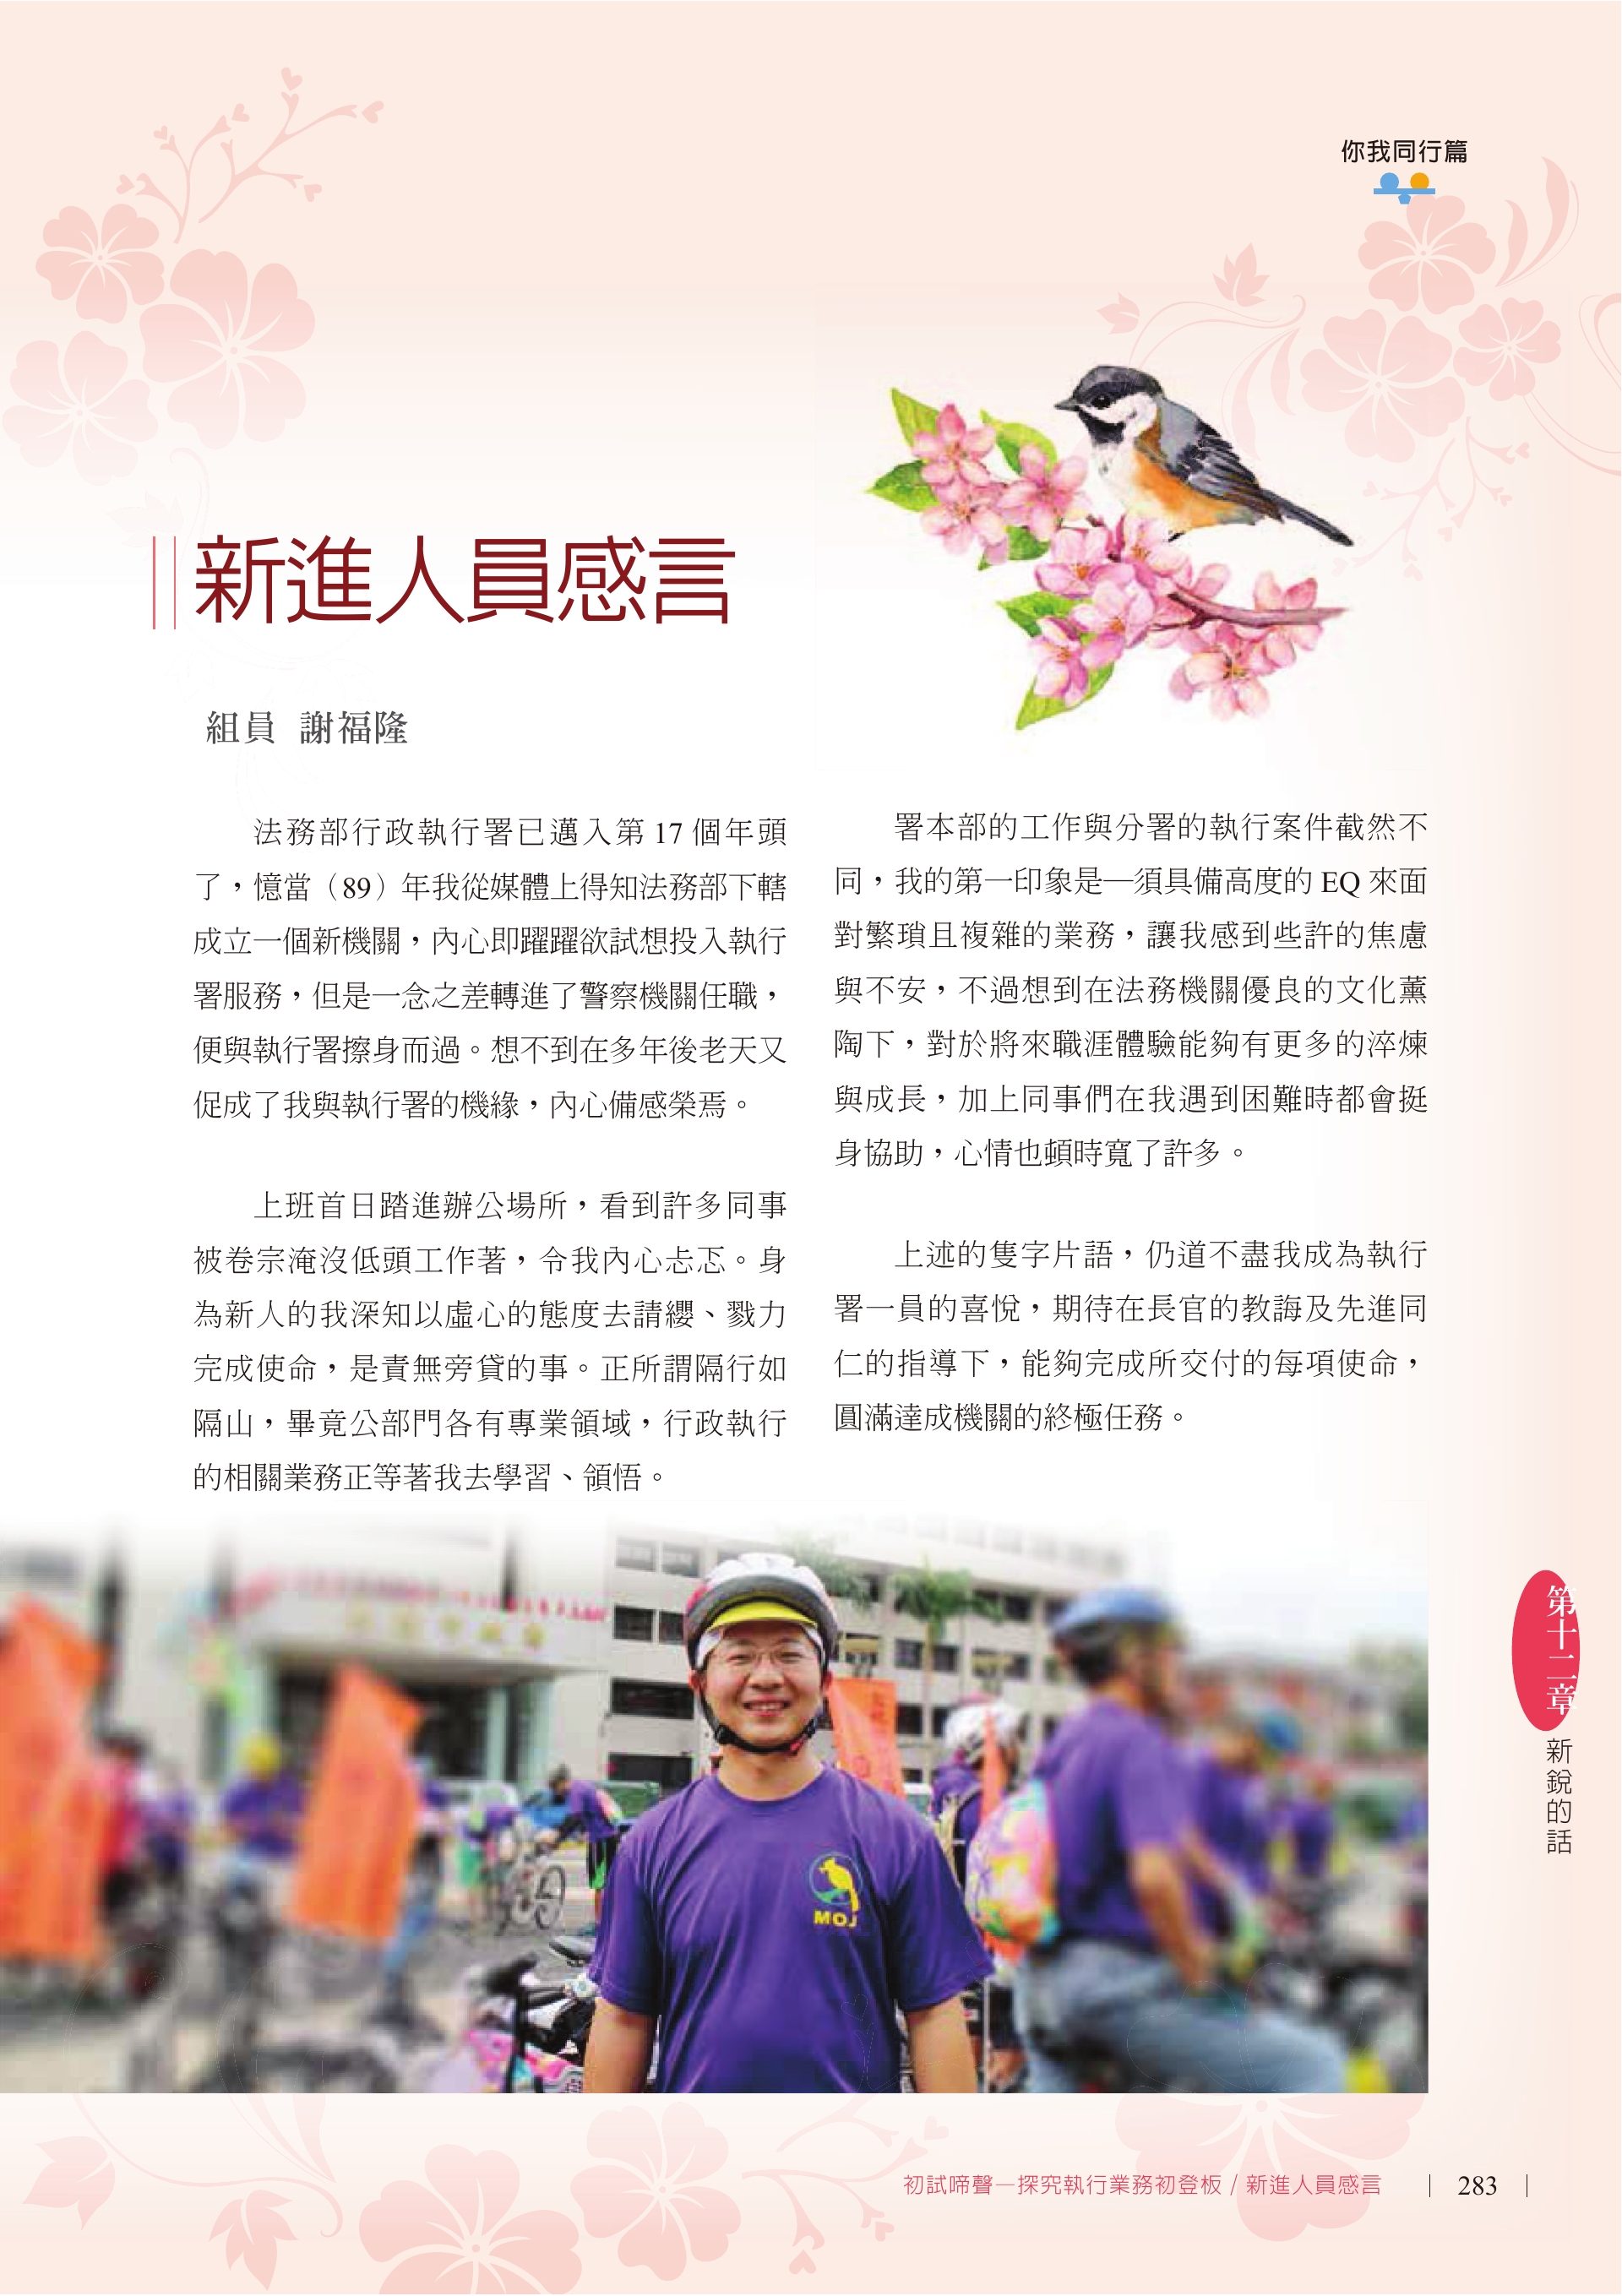 你我同行篇
新進人員感言
組員 謝福隆
法務部行政執行署已邁入第 17 個年頭
了，憶當（89）年我從媒體上得知法務部下轄
成立一個新機關，內心即躍躍欲試想投入執行
署服務，但是一念之差轉進了警察機關任職，
便與執行署擦身而過。想不到在多年後老天又
促成了我與執行署的機緣，內心備感榮焉。
上班首日踏進辦公場所，看到許多同事
被卷宗淹沒低頭工作著，令我內心忐忑。身
為新人的我深知以虛心的態度去請纓、戮力
完成使命，是責無旁貸的事。正所謂隔行如
隔山，畢竟公部門各有專業領域，行政執行
的相關業務正等著我去學習、領悟。
署本部的工作與分署的執行案件截然不
同，我的第一印象是—須具備高度的 EQ 來面
對繁瑣且複雜的業務，讓我感到些許的焦慮
與不安，不過想到在法務機關優良的文化薰
陶下，對於將來職涯體驗能夠有更多的淬煉
與成長，加上同事們在我遇到困難時都會挺
身協助，心情也頓時寬了許多。
上述的隻字片語，仍道不盡我成為執行
署一員的喜悅，期待在長官的教誨及先進同
仁的指導下，能夠完成所交付的每項使命，
圓滿達成機關的終極任務。
MOJ
第十二章 新銳的話
初試啼聲—探究執行業務初登板 / 新進人員感言 283